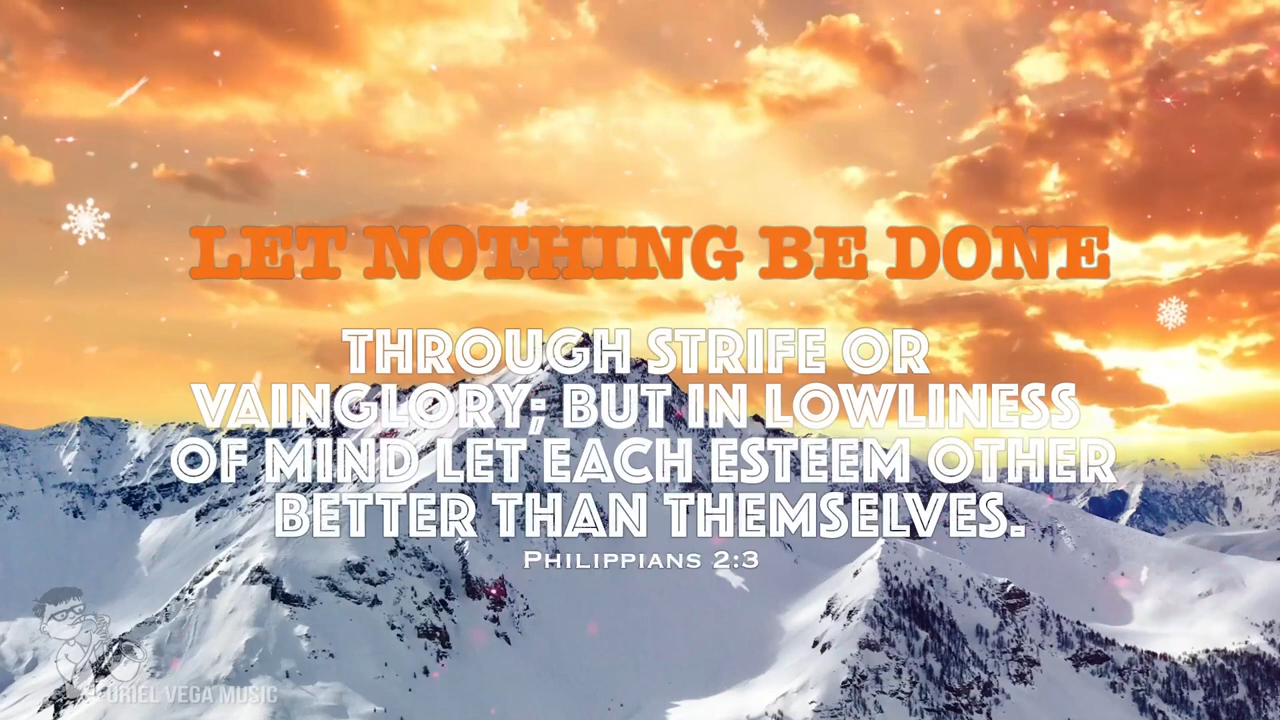 LET NOTHING BE DONE
THROUGH STRIFE OR
VAINGLORY; BUT IN LOWLINESS
OF MIND LET EACH ESTEEM OTHER
BETTER THAN THEMSELVES.
PHILIPPIANS 2:3
URIEL VEGA MUSIC